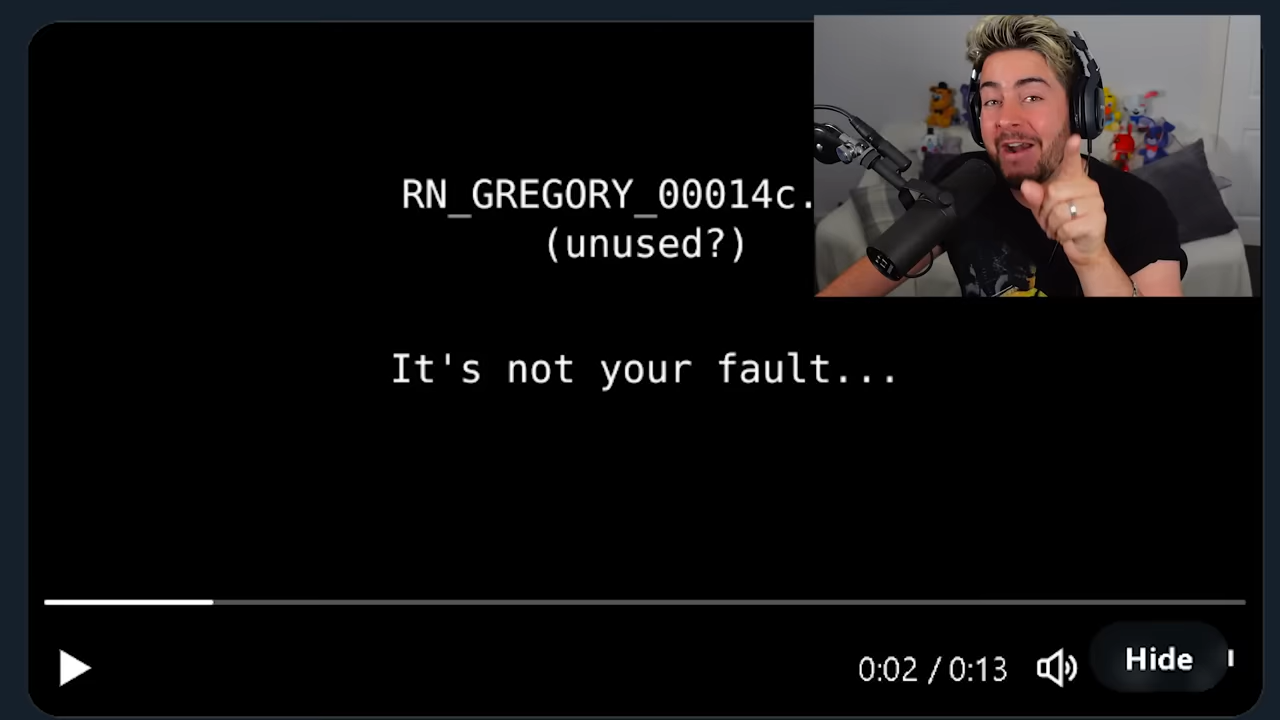 RN_GREGORY_00014c.
(unused?)
It's not your fault...
0:02 / 0:13
Hide